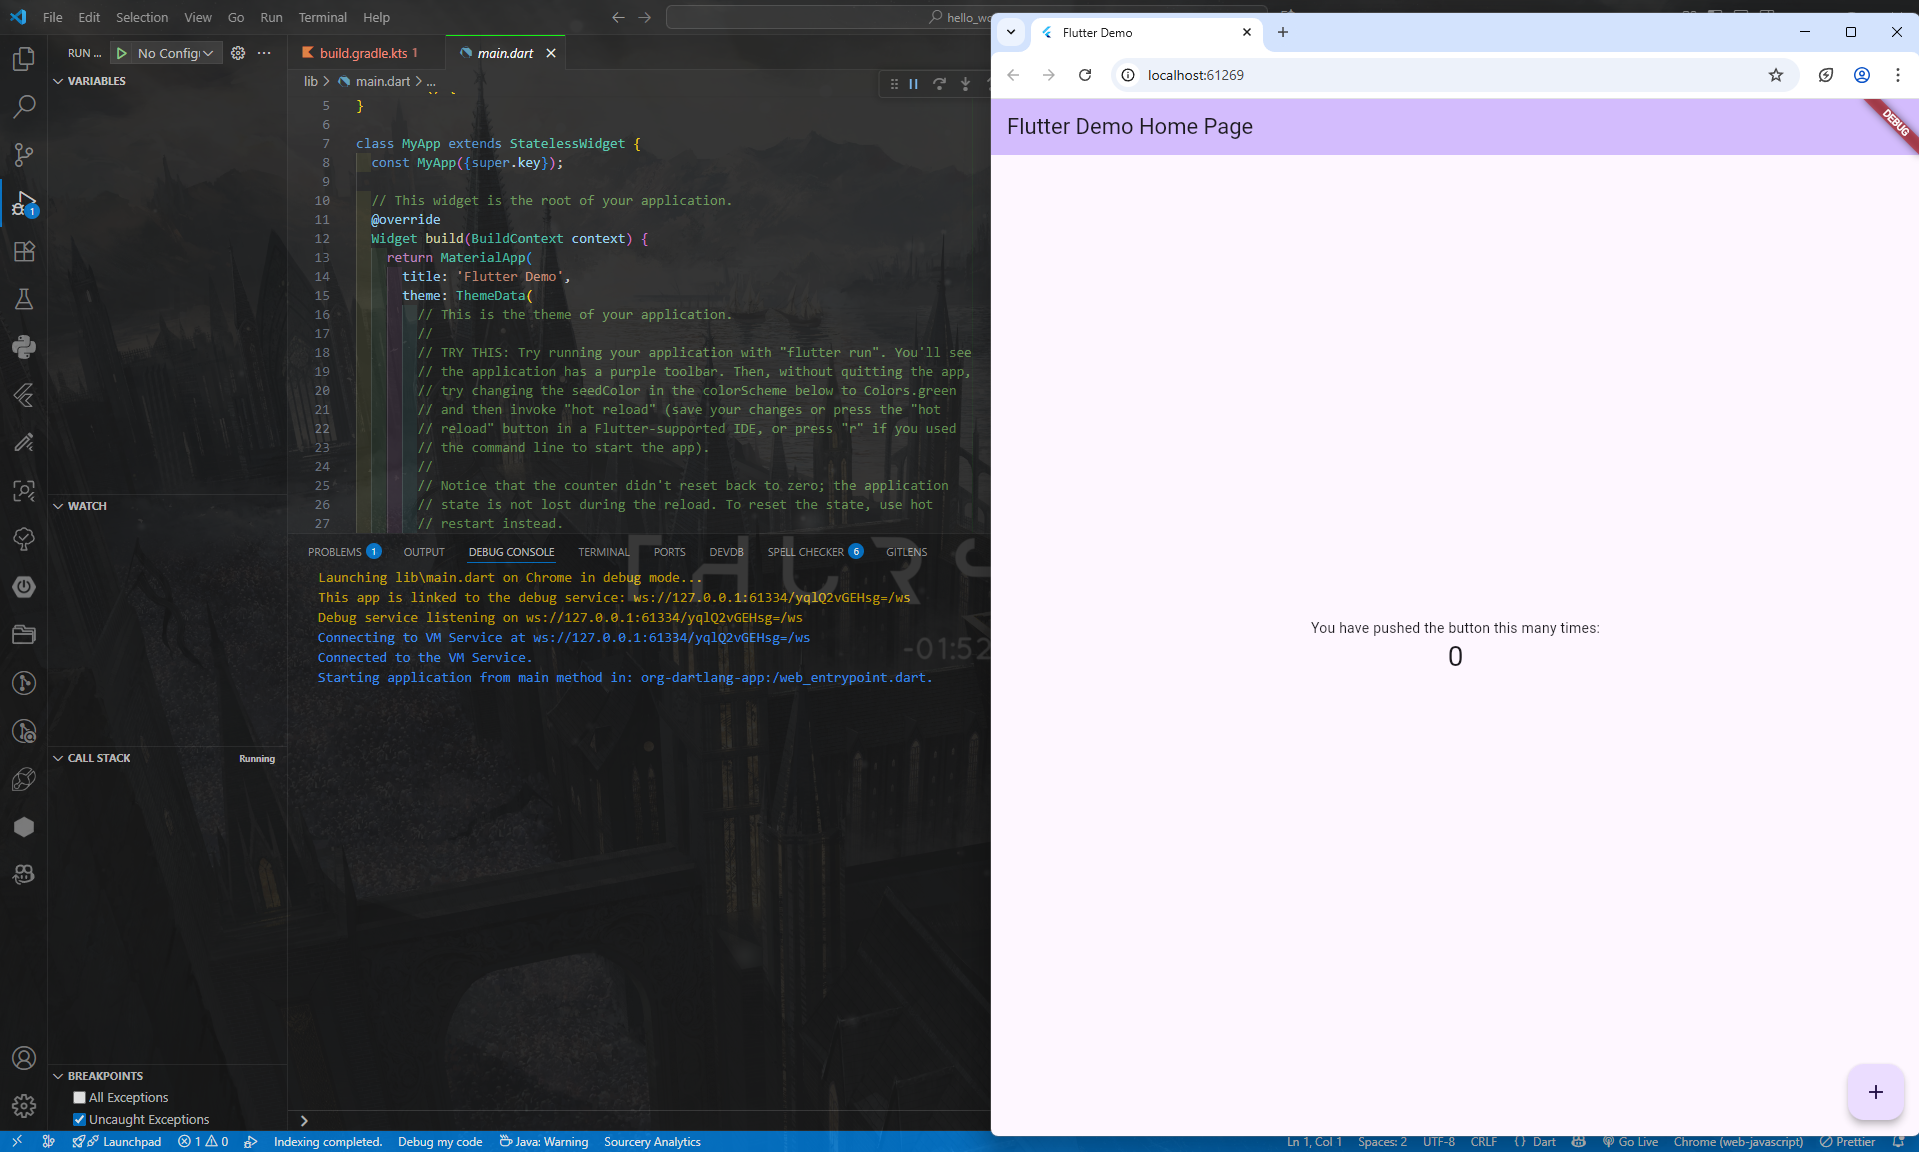 File Edit Selection View Go Run Terminal Help
RUN ... No Config
VARIABLES
WATCH
CALL STACK Running
BREAKPOINTS
All Exceptions
Uncaught Exceptions
build.gradle.kts 1 main.dart
lib > main.dart > ...
5 }
6
7 class MyApp extends StatelessWidget {
8 const MyApp({super.key});
9
10 // This widget is the root of your application.
11 @override
12 Widget build(BuildContext context) {
13 return MaterialApp(
14 title: 'Flutter Demo',
15 theme: ThemeData(
16 // This is the theme of your application.
17 //
18 // TRY THIS: Try running your application with "flutter run". You'll see
19 // the application has a purple toolbar. Then, without quitting the app,
20 // try changing the seedColor in the colorScheme below to Colors.green
21 // and then invoke "hot reload" (save your changes or press the "hot
22 // reload" button in a Flutter-supported IDE, or press "r" if you used
23 // the command line to start the app).
24 //
25 // Notice that the counter didn't reset back to zero; the application
26 // state is not lost during the reload. To reset the state, use hot
27 // restart instead.
PROBLEMS 1 OUTPUT DEBUG CONSOLE TERMINAL PORTS DEVDB SPELL CHECKER 6 GITLENS
Launching lib\main.dart on Chrome in debug mode...
This app is linked to the debug service: ws://127.0.0.1:61334/yqlQ2vGEHsg=/ws
Debug service listening on ws://127.0.0.1:61334/yqlQ2vGEHsg=/ws
Connecting to VM Service at ws://127.0.0.1:61334/yqlQ2vGEHsg=/ws
Connected to the VM Service.
Starting application from main method in: org-dartlang-app:/web_entrypoint.dart.
THURS
-01:52
Flutter Demo
localhost:61269
Flutter Demo Home Page
DEBUG
You have pushed the button this many times:
0
+
Launchpad 1 0 Indexing completed. Debug my code Java: Warning Sourcery Analytics
Ln 1, Col 1 Spaces: 2 UTF-8 CRLF {} Dart Go Live Chrome (web-javascript) Prettier